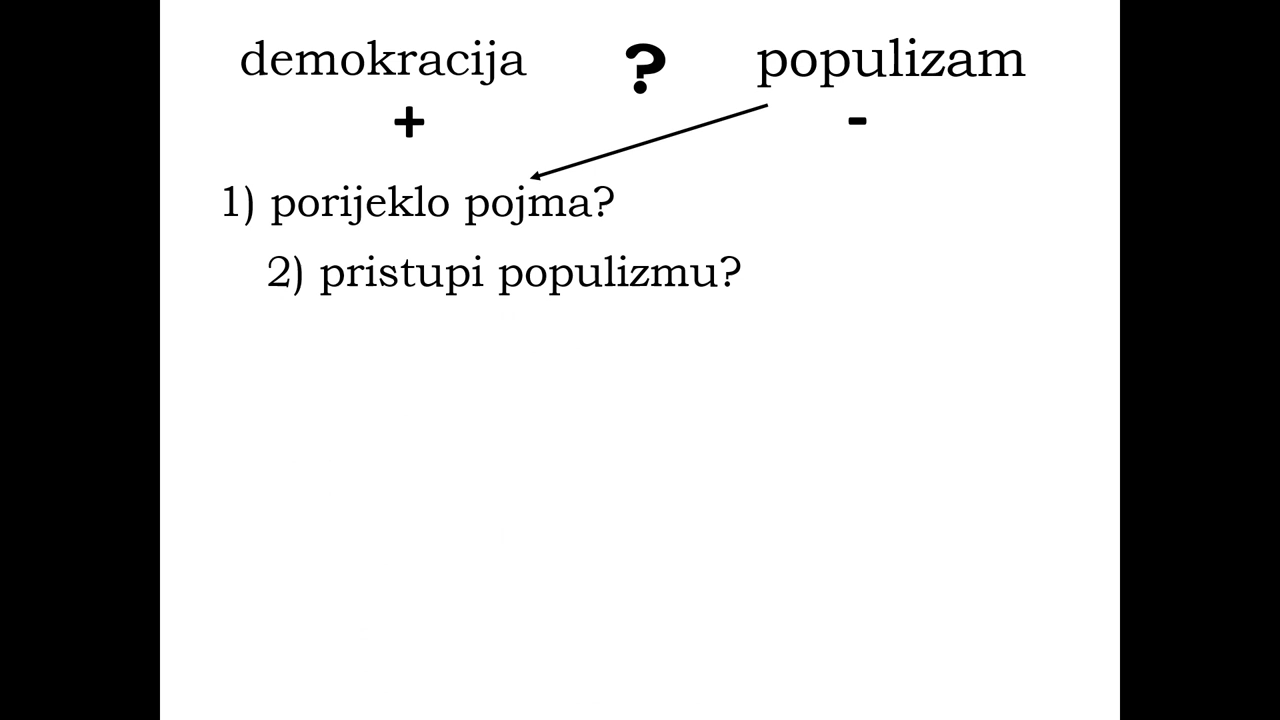 demokracija ? populizam
+ -
1) porijeklo pojma?
2) pristupi populizmu?